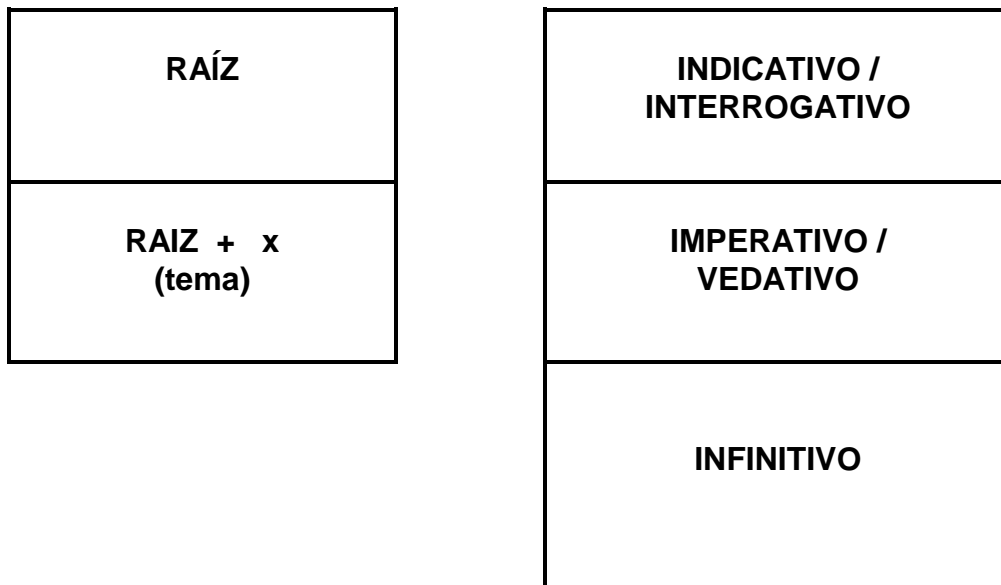 RAÍZ
RAIZ + x
(tema)
INDICATIVO /
INTERROGATIVO
IMPERATIVO /
VEDATIVO
INFINITIVO